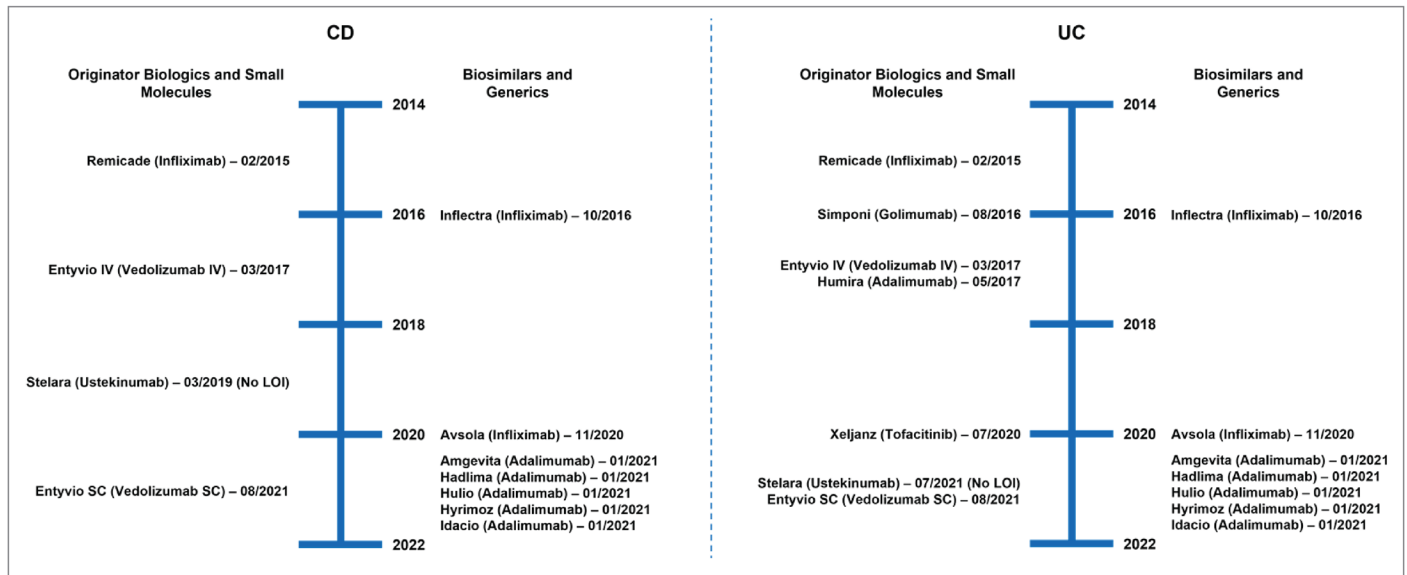 CD
Originator Biologics and Small
Molecules
Biosimilars and
Generics
2014
Remicade (Infliximab) – 02/2015
2016
Inflectra (Infliximab) – 10/2016
Entyvio IV (Vedolizumab IV) – 03/2017
2018
Stelara (Ustekinumab) – 03/2019 (No LOI)
2020
Avsola (Infliximab) – 11/2020
Amgevita (Adalimumab) – 01/2021
Hadlima (Adalimumab) – 01/2021
Hulio (Adalimumab) – 01/2021
Hyrimoz (Adalimumab) – 01/2021
Idacio (Adalimumab) – 01/2021
Entyvio SC (Vedolizumab SC) – 08/2021
2022
UC
Originator Biologics and Small
Molecules
Biosimilars and
Generics
2014
Remicade (Infliximab) – 02/2015
Simponi (Golimumab) – 08/2016
2016
Inflectra (Infliximab) – 10/2016
Entyvio IV (Vedolizumab IV) – 03/2017
Humira (Adalimumab) – 05/2017
2018
Xeljanz (Tofacitinib) – 07/2020
2020
Avsola (Infliximab) – 11/2020
Amgevita (Adalimumab) – 01/2021
Hadlima (Adalimumab) – 01/2021
Hulio (Adalimumab) – 01/2021
Hyrimoz (Adalimumab) – 01/2021
Idacio (Adalimumab) – 01/2021
Stelara (Ustekinumab) – 07/2021 (No LOI)
Entyvio SC (Vedolizumab SC) – 08/2021
2022